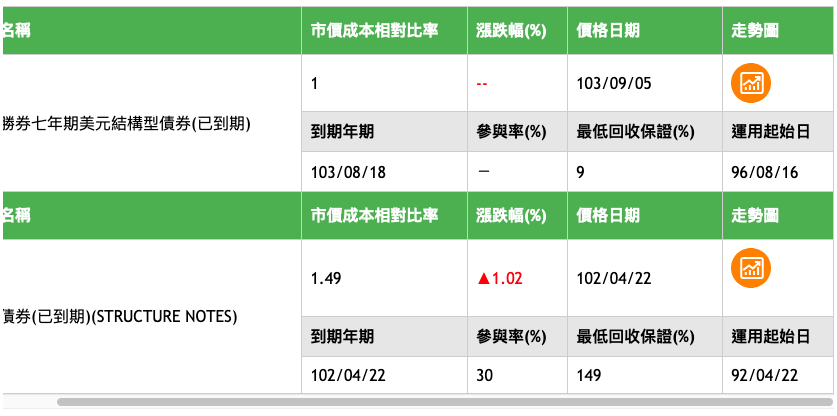 名稱 市價成本相對比率 漲跌幅(%) 價格日期 走勢圖
1 -- 103/09/05
勝券七年期美元結構型債券(已到期)
到期年期 參與率(%) 最低回收保證(%) 運用起始日
103/08/18 — 9 96/08/16
名稱 市價成本相對比率 漲跌幅(%) 價格日期 走勢圖
1.49 ▲1.02 102/04/22
債券(已到期)(STRUCTURE NOTES)
到期年期 參與率(%) 最低回收保證(%) 運用起始日
102/04/22 30 149 92/04/22